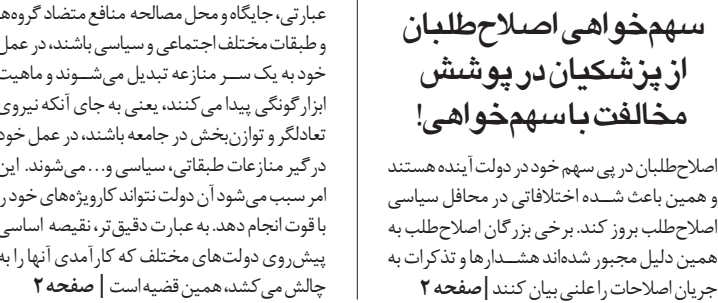 سهم‌خواهی اصلاح‌طلبان
از پزشکیان در پوشش
مخالفت با سهم‌خواهی!
اصلاح‌طلبان در پی سهم خود در دولت آینده هستند
و همین باعث شــده اختلافاتی در محافل سیاسی
اصلاح‌طلب بروز کند. برخی بزرگان اصلاح‌طلب به
همین دلیل مجبور شده‌اند هشــدارها و تذکرات به
جریان اصلاحات را علنی بیان کنند | صفحه ۲
عبارتی، جایگاه و محل مصالحه منافع متضاد گروه‌ها
و طبقات مختلف اجتماعی و سیاسی باشند، در عمل
خود به یک ســر منازعه تبدیل می‌شــوند و ماهیت
ابزارگونگی پیدا می‌کنند، یعنی به جای آنکه نیروی
تعادلگر و توازن‌بخش در جامعه باشند، در عمل خود
درگیر منازعات طبقاتی، سیاسی و... می‌شوند. این
امر سبب می‌شود آن دولت نتواند کارویژه‌های خود را
با قوت انجام دهد. به عبارت دقیق‌تر، نقیصه اساسی
پیش‌روی دولت‌های مختلف که کارآمدی آنها را به
چالش می‌کشد، همین قضیه است | صفحه ۲